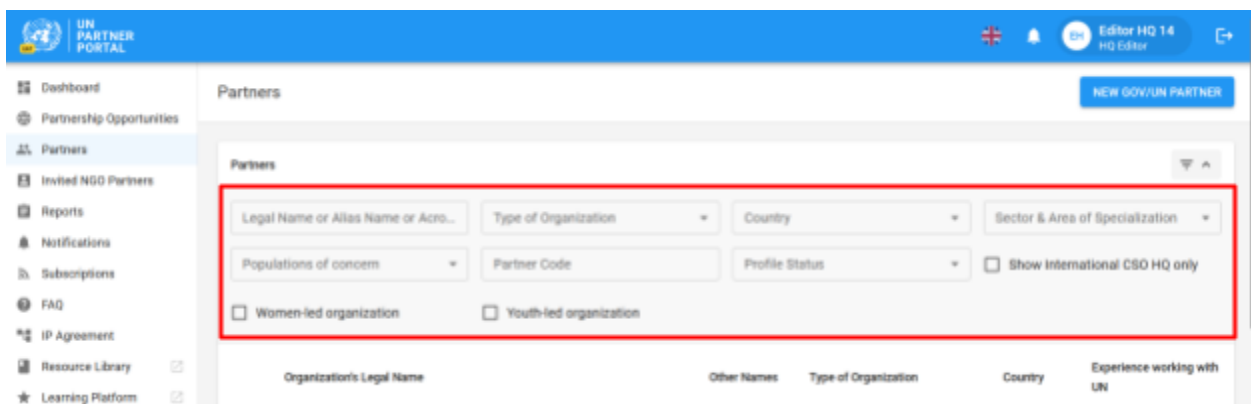 UN
PARTNER
PORTAL
Editor HQ 14
HQ Editor
EH
Dashboard
Partnership Opportunities
Partners
Invited NGO Partners
Reports
Notifications
Subscriptions
FAQ
IP Agreement
Resource Library
Learning Platform
Partners
NEW GOV/UN PARTNER
Partners
Legal Name or Alias Name or Acro...
Type of Organization
Country
Sector & Area of Specialization
Populations of concern
Partner Code
Profile Status
Show International CSO HQ only
Women-led organization
Youth-led organization
Organization's Legal Name
Other Names
Type of Organization
Country
Experience working with
UN